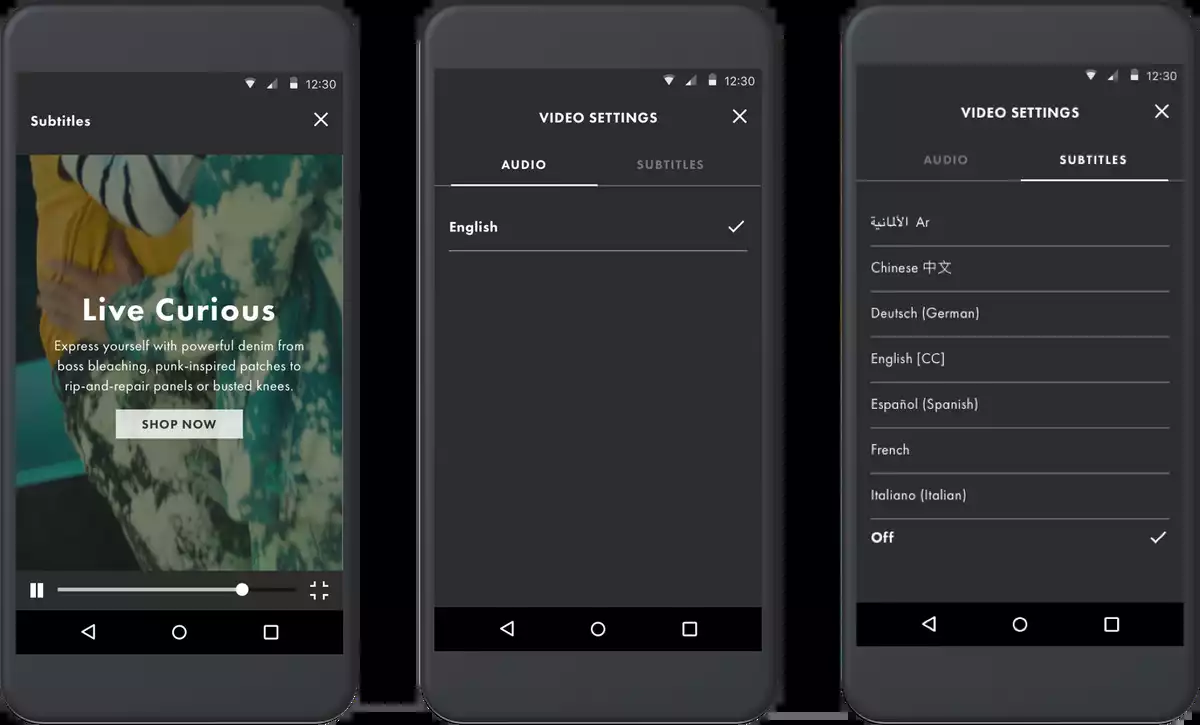 12:30
Subtitles
Live Curious
Express yourself with powerful denim from
boss bleaching, punk-inspired patches to
rip-and-repair panels or busted knees.
SHOP NOW
12:30
VIDEO SETTINGS
AUDIO SUBTITLES
English
12:30
VIDEO SETTINGS
AUDIO SUBTITLES
الألمانية Ar
Chinese 中文
Deutsch (German)
English [CC]
Español (Spanish)
French
Italiano (Italian)
Off